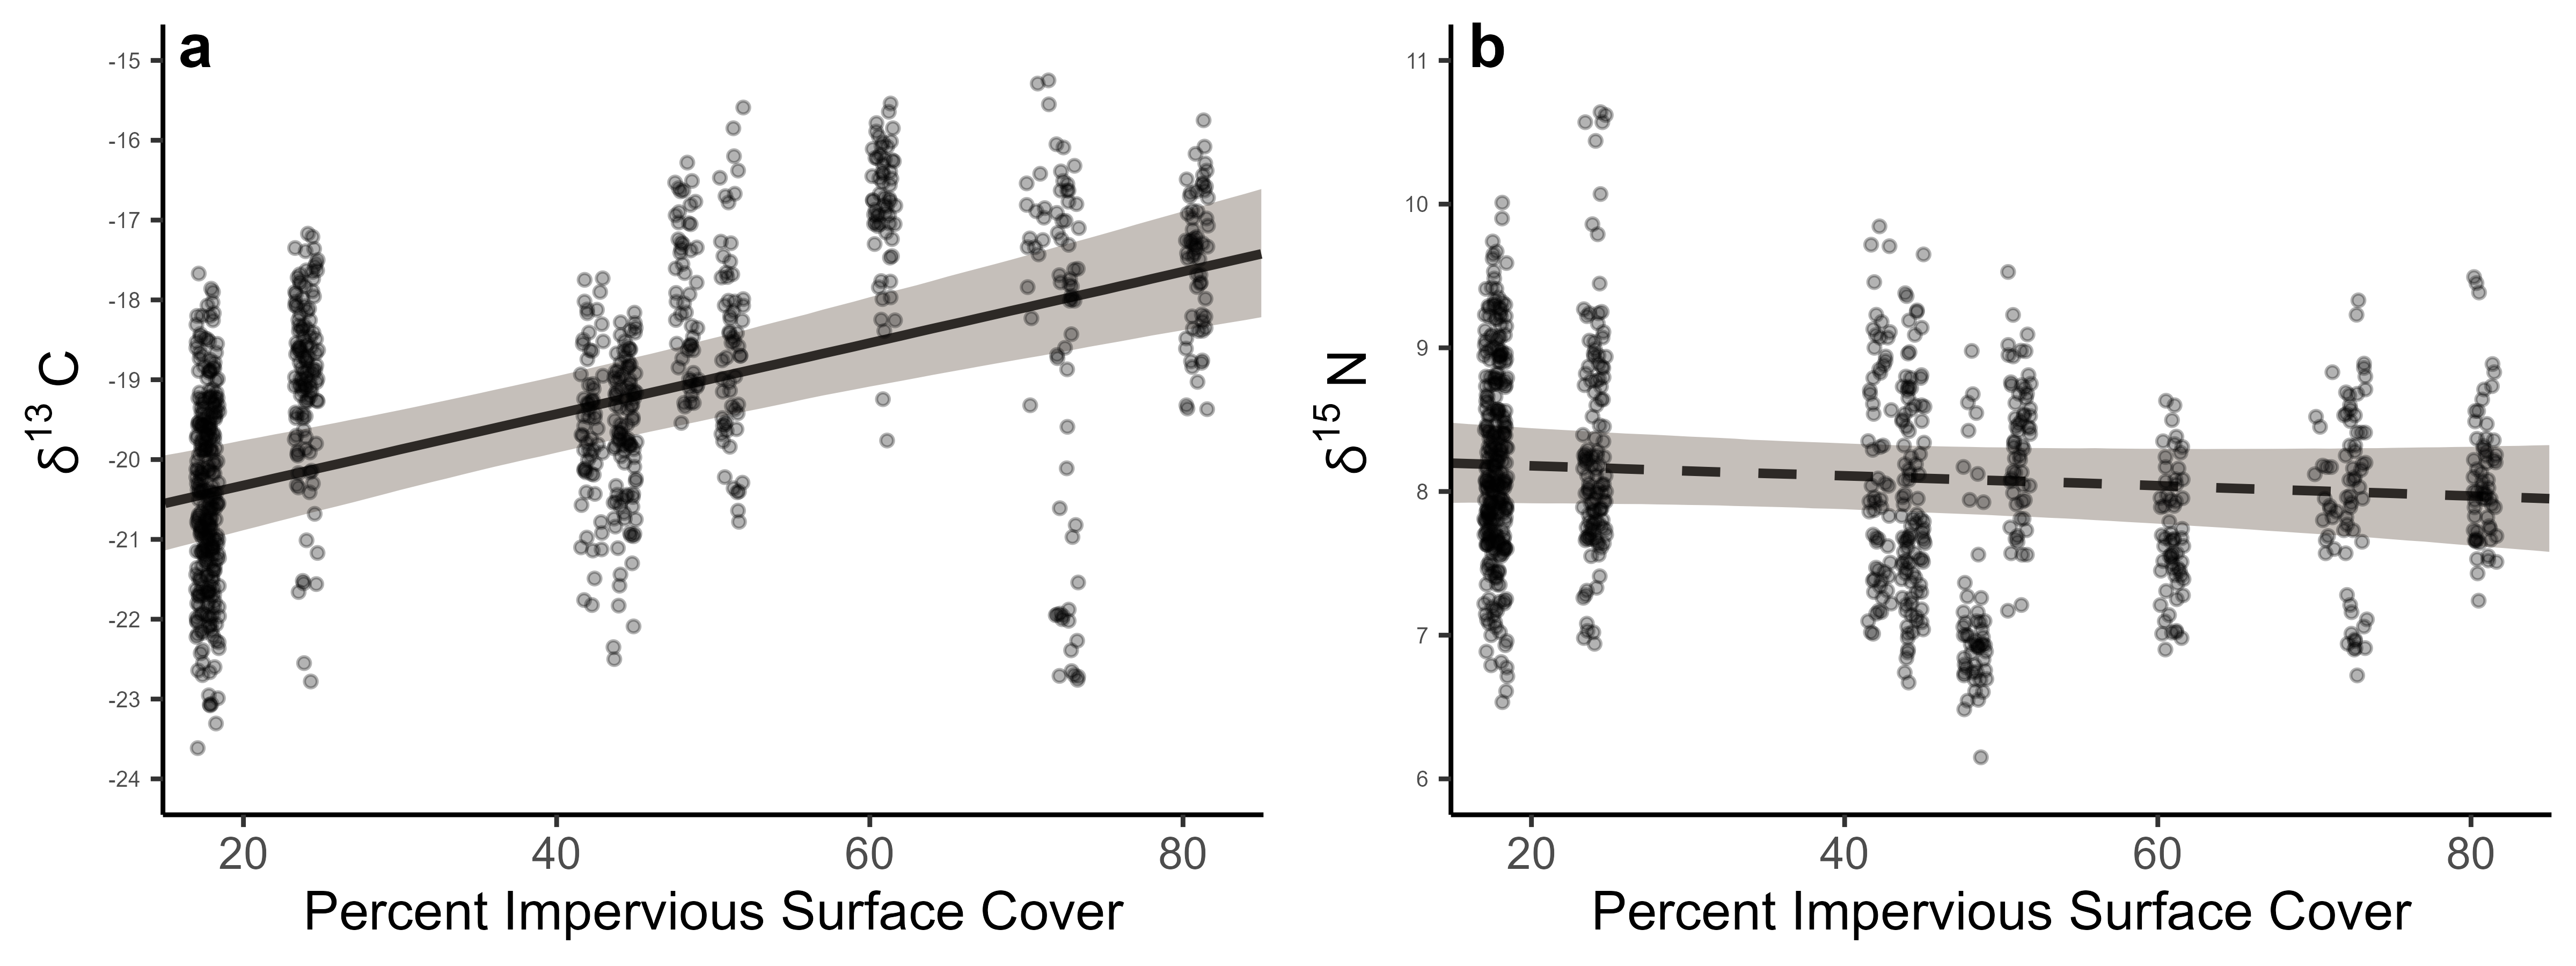 a
-15
-16
-17
-18
-19
-20
-21
-22
-23
-24
δ¹³ C
20 40 60 80
Percent Impervious Surface Cover
b
11
10
9
8
7
6
δ¹⁵ N
20 40 60 80
Percent Impervious Surface Cover